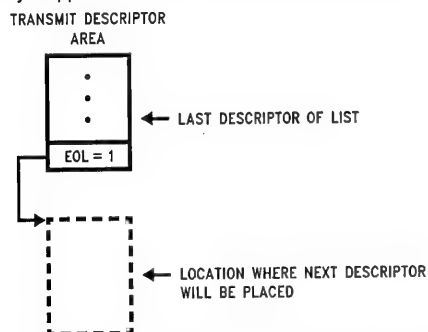 TRANSMIT DESCRIPTOR
AREA
LAST DESCRIPTOR OF LIST
EOL = 1
LOCATION WHERE NEXT DESCRIPTOR
WILL BE PLACED